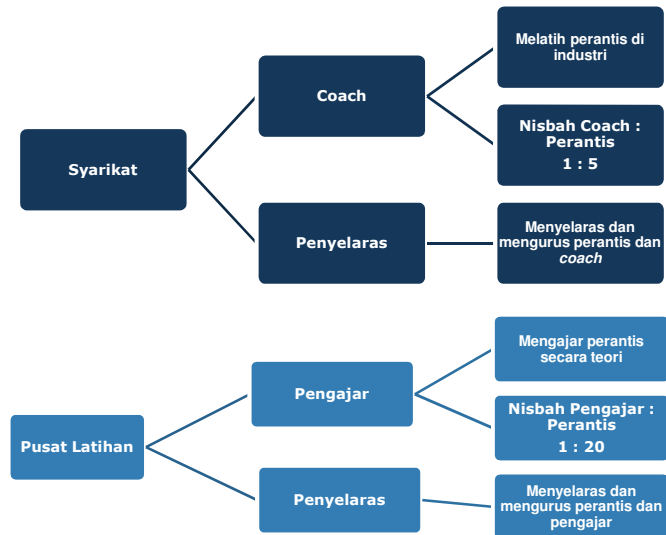 Syarikat
Coach
Melatih perantis di
industri
Nisbah Coach :
Perantis
1 : 5
Penyelaras
Menyelaras dan
mengurus perantis dan
coach
Pusat Latihan
Pengajar
Mengajar perantis
secara teori
Nisbah Pengajar :
Perantis
1 : 20
Penyelaras
Menyelaras dan
mengurus perantis dan
pengajar